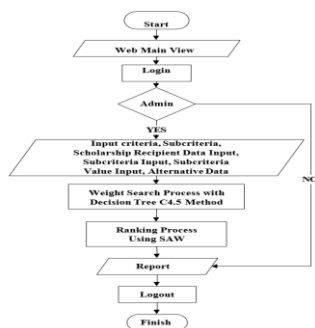 Start
Web Main View
Login
Admin
YES
Input criteria, Subcriteria,
Scholarship Recipient Data Input,
Subcriteria Input, Subcriteria
Value Input, Alternative Data
NO
Weight Search Process with
Decision Tree C4.5 Method
Ranking Process
Using SAW
Report
Logout
Finish